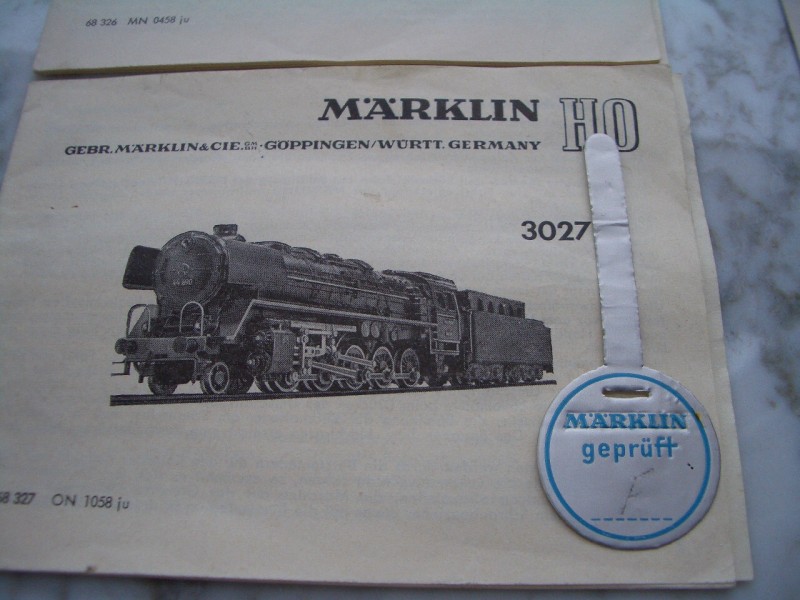 68 326 MN 0458 ju
MÄRKLIN HO
GEBR. MÄRKLIN & CIE. GMBH · GÖPPINGEN/WÜRTT. GERMANY
3027
MÄRKLIN
geprüft
F
68 327 ON 1058 ju